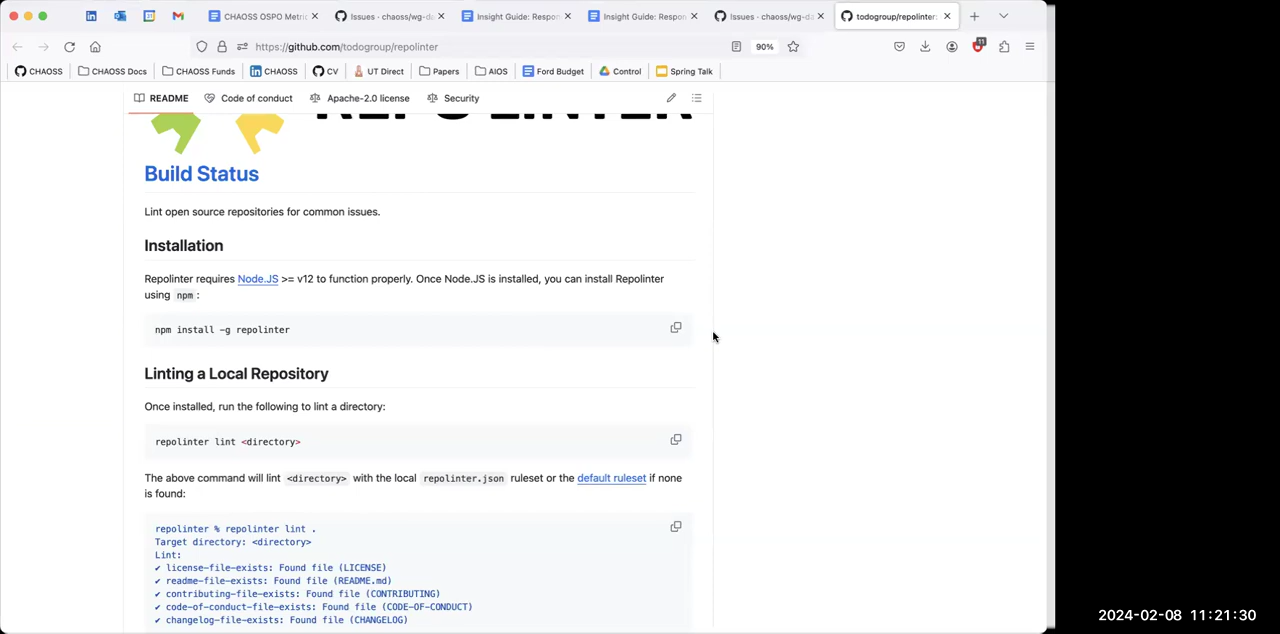 CHAOSS OSPO Metri
Issues · chaoss/wg-da
Insight Guide: Respon
Insight Guide: Respon
Issues · chaoss/wg-da
todogroup/repolinter:
https://github.com/todogroup/repolinter
90%
11
CHAOSS
CHAOSS Docs
CHAOSS Funds
CHAOSS
CV
UT Direct
Papers
AIOS
Ford Budget
Control
Spring Talk
README
Code of conduct
Apache-2.0 license
Security
REPOLINTER
Build Status
Lint open source repositories for common issues.
Installation
Repolinter requires Node.JS >= v12 to function properly. Once Node.JS is installed, you can install Repolinter
using npm :
npm install -g repolinter
Linting a Local Repository
Once installed, run the following to lint a directory:
repolinter lint <directory>
The above command will lint <directory> with the local repolinter.json ruleset or the default ruleset if none
is found:
repolinter % repolinter lint .
Target directory: <directory>
Lint:
✔ license-file-exists: Found file (LICENSE)
✔ readme-file-exists: Found file (README.md)
✔ contributing-file-exists: Found file (CONTRIBUTING)
✔ code-of-conduct-file-exists: Found file (CODE-OF-CONDUCT)
✔ changelog-file-exists: Found file (CHANGELOG)
2024-02-08 11:21:30